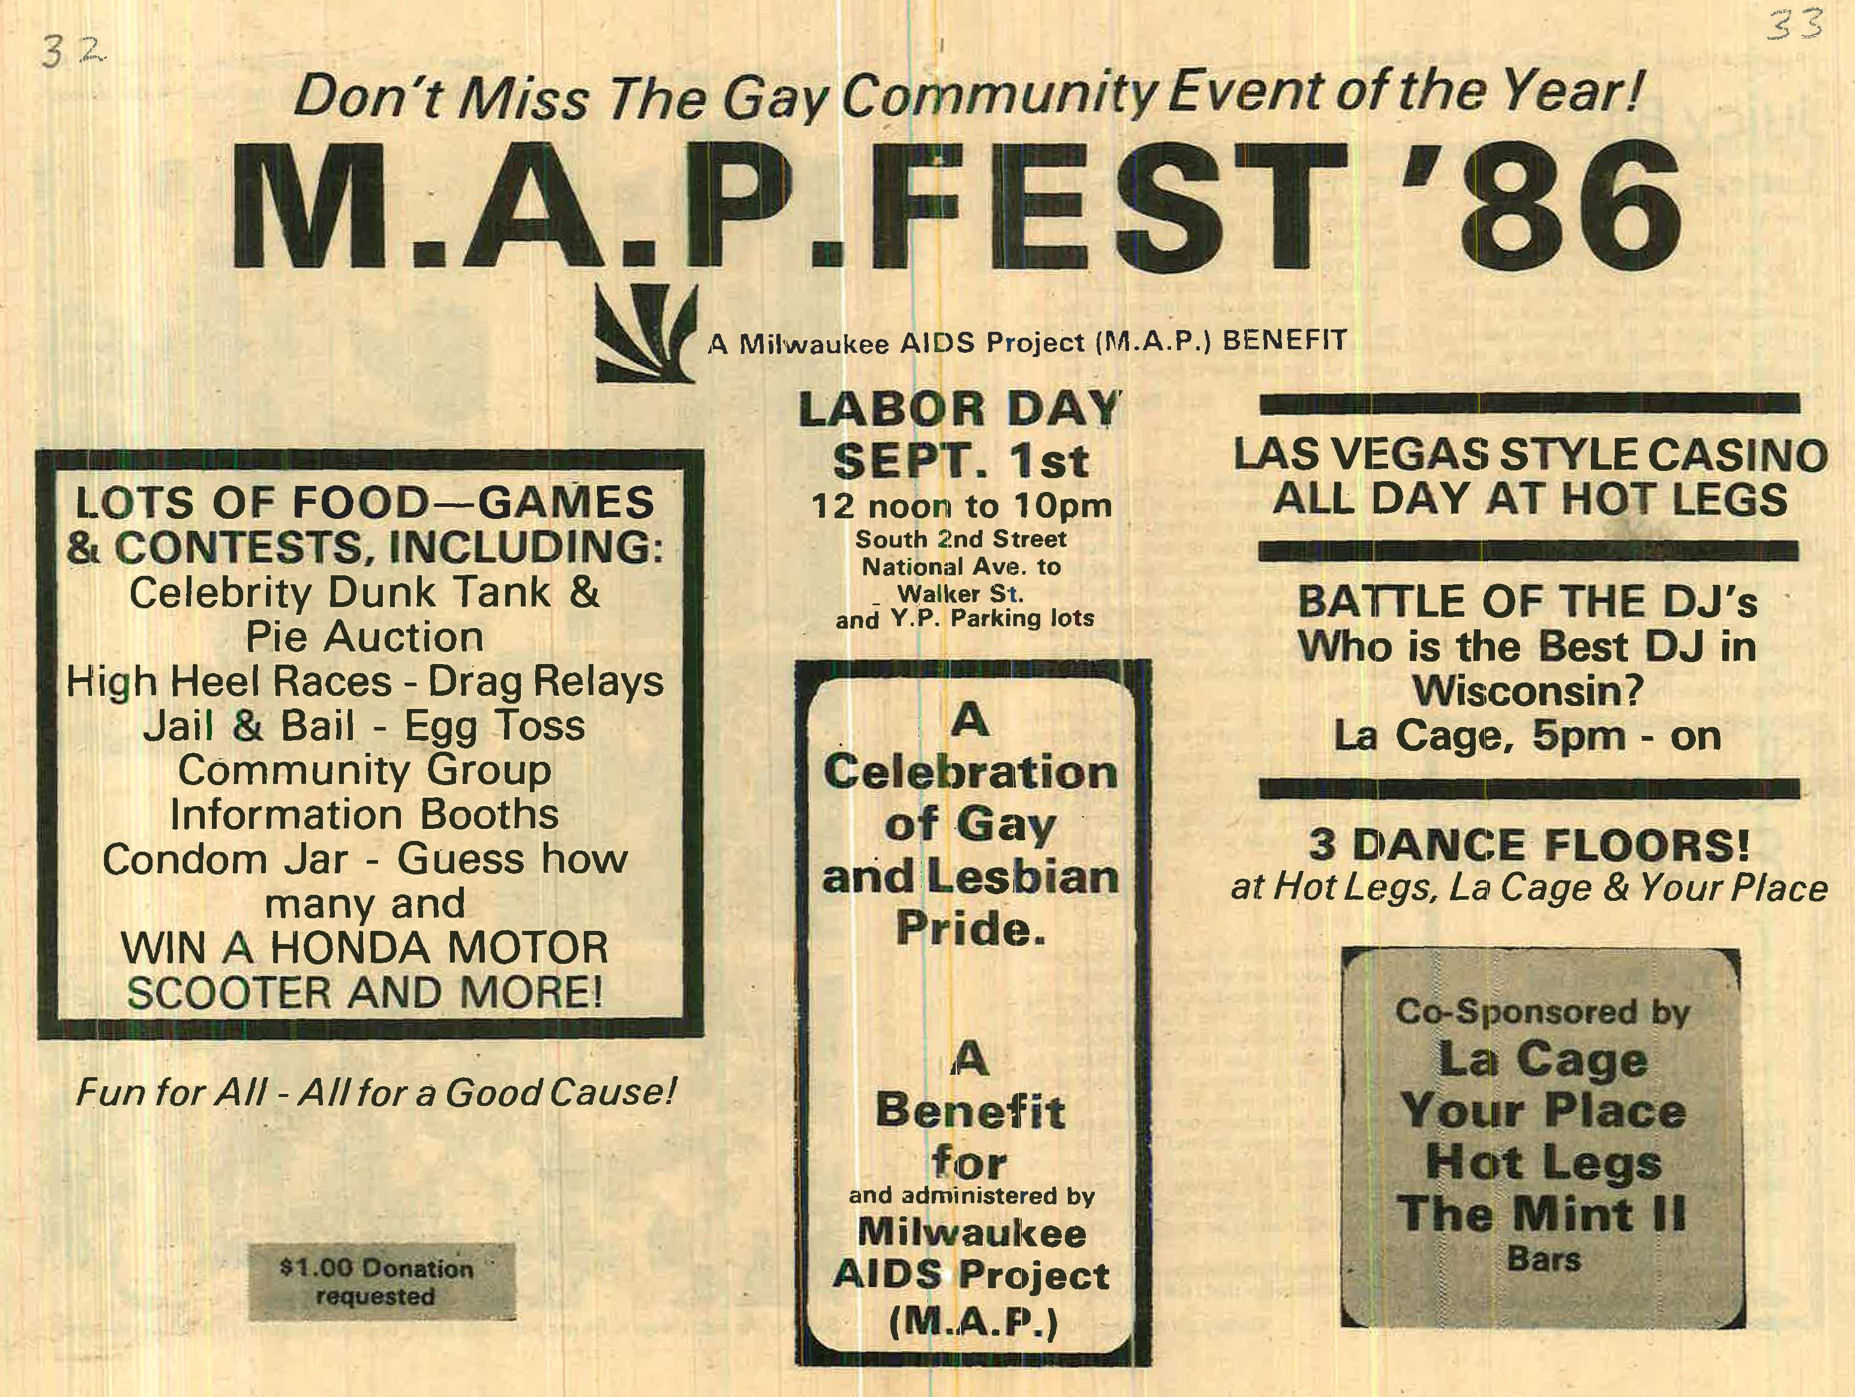 32
33
Don't Miss The Gay Community Event of the Year!
M.A.P.FEST '86
A Milwaukee AIDS Project (M.A.P.) BENEFIT
LOTS OF FOOD—GAMES
& CONTESTS, INCLUDING:
Celebrity Dunk Tank &
Pie Auction
High Heel Races - Drag Relays
Jail & Bail - Egg Toss
Community Group
Information Booths
Condom Jar - Guess how
many and
WIN A HONDA MOTOR
SCOOTER AND MORE!
Fun for All - All for a Good Cause!
$1.00 Donation
requested
LABOR DAY
SEPT. 1st
12 noon to 10pm
South 2nd Street
National Ave. to
Walker St.
and Y.P. Parking lots
A
Celebration
of Gay
and Lesbian
Pride.
A
Benefit
for
and administered by
Milwaukee
AIDS Project
(M.A.P.)
LAS VEGAS STYLE CASINO
ALL DAY AT HOT LEGS
BATTLE OF THE DJ's
Who is the Best DJ in
Wisconsin?
La Cage, 5pm - on
3 DANCE FLOORS!
at Hot Legs, La Cage & Your Place
Co-Sponsored by
La Cage
Your Place
Hot Legs
The Mint II
Bars